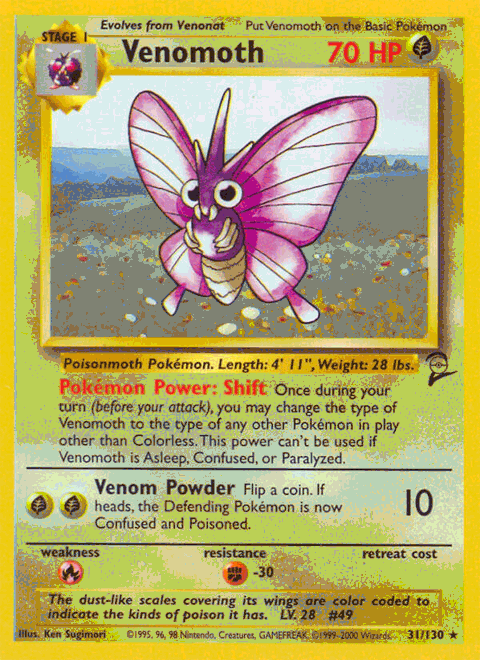 Evolves from Venonat Put Venomoth on the Basic Pokémon
STAGE 1
Venomoth 70 HP
Poisonmoth Pokémon. Length: 4' 11", Weight: 28 lbs.
Pokémon Power: Shift Once during your
turn (before your attack), you may change the type of
Venomoth to the type of any other Pokémon in play
other than Colorless. This power can't be used if
Venomoth is Asleep, Confused, or Paralyzed.
Venom Powder Flip a coin. If 10
heads, the Defending Pokémon is now
Confused and Poisoned.
weakness resistance retreat cost
-30
The dust-like scales covering its wings are color coded to
indicate the kinds of poison it has. LV. 28 #49
Illus. Ken Sugimori ©1995, 96, 98 Nintendo, Creatures, GAMEFREAK. ©1999-2000 Wizards. 31/130 ★